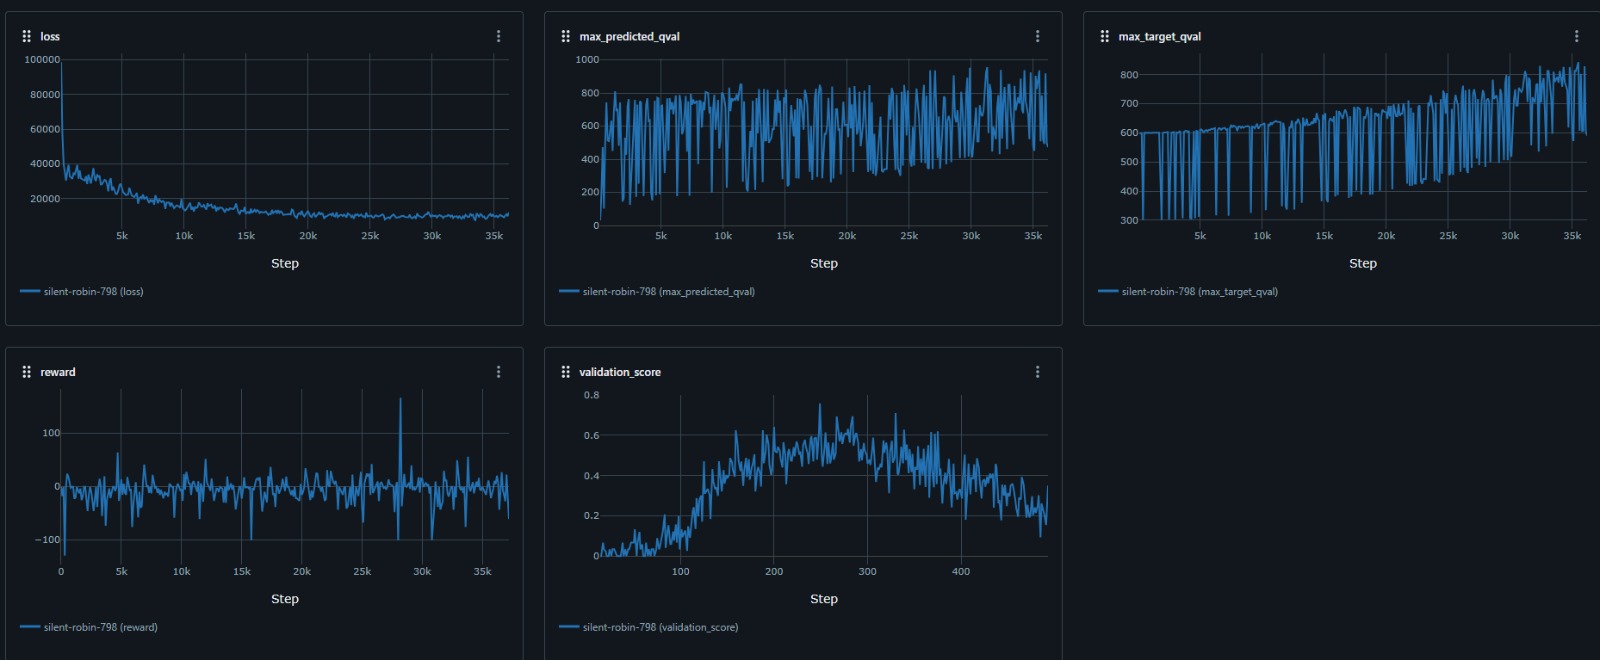 loss
100000
80000
60000
40000
20000
5k 10k 15k 20k 25k 30k 35k
Step
silent-robin-798 (loss)
max_predicted_qval
1000
800
600
400
200
0
5k 10k 15k 20k 25k 30k 35k
Step
silent-robin-798 (max_predicted_qval)
max_target_qval
800
700
600
500
400
300
5k 10k 15k 20k 25k 30k 35k
Step
silent-robin-798 (max_target_qval)
reward
100
0
−100
0 5k 10k 15k 20k 25k 30k 35k
Step
silent-robin-798 (reward)
validation_score
0.8
0.6
0.4
0.2
0
100 200 300 400
Step
silent-robin-798 (validation_score)